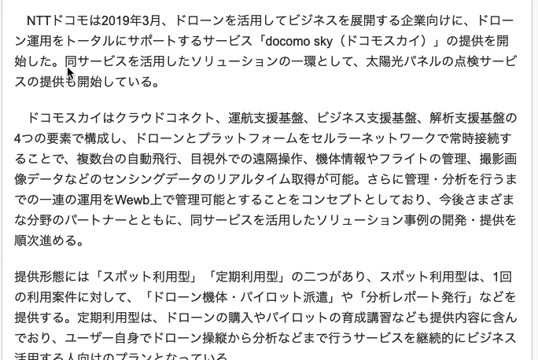 NTTドコモは2019年3月、ドローンを活用してビジネスを展開する企業向けに、ドロー
ン運用をトータルにサポートするサービス「docomo sky（ドコモスカイ）」の提供を開
始した。同サービスを活用したソリューションの一環として、太陽光パネルの点検サービ
スの提供も開始している。
ドコモスカイはクラウドコネクト、運航支援基盤、ビジネス支援基盤、解析支援基盤の
4つの要素で構成し、ドローンとプラットフォームをセルラーネットワークで常時接続す
ることで、複数台の自動飛行、目視外での遠隔操作、機体情報やフライトの管理、撮影画
像データなどのセンシングデータのリアルタイム取得が可能。さらに管理・分析を行うま
での一連の運用をWewb上で管理可能とすることをコンセプトとしており、今後さまざま
な分野のパートナーとともに、同サービスを活用したソリューション事例の開発・提供を
順次進める。
提供形態には「スポット利用型」「定期利用型」の二つがあり、スポット利用型は、1回
の利用案件に対して、「ドローン機体・パイロット派遣」や「分析レポート発行」などを
提供する。定期利用型は、ドローンの購入やパイロットの育成講習なども提供内容に含ん
でおり、ユーザー自身でドローン操縦から分析などまで行うサービスを継続的にビジネス
活用する人向けのプランとなっている。